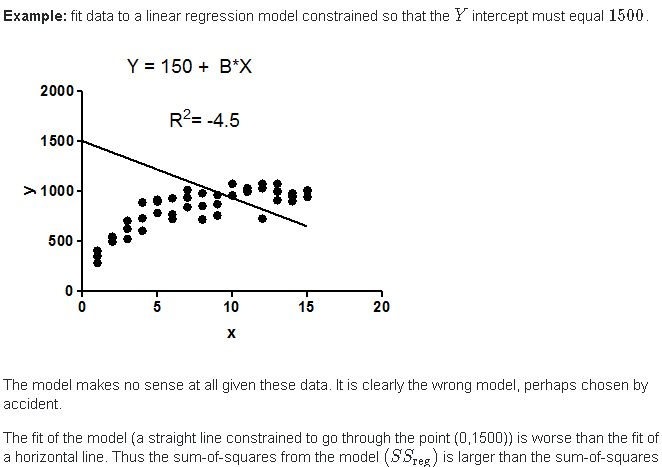 Example: fit data to a linear regression model constrained so that the Y intercept must equal 1500.
Y = 150 + B*X
R²= -4.5
2000
1500
1000
500
0
y
0 5 10 15 20
x
The model makes no sense at all given these data. It is clearly the wrong model, perhaps chosen by
accident.
The fit of the model (a straight line constrained to go through the point (0,1500)) is worse than the fit of
a horizontal line. Thus the sum-of-squares from the model (SSreg) is larger than the sum-of-squares